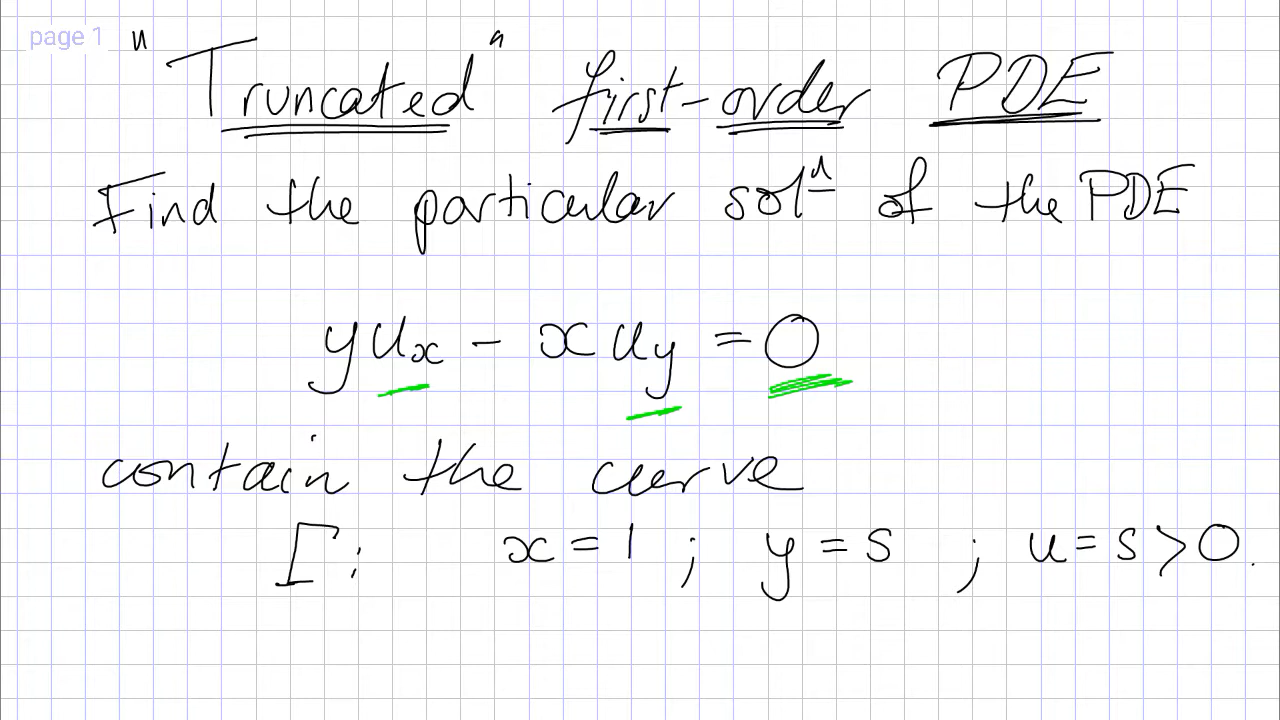 page 1
"Truncated" first-order PDE
Find the particular solⁿ of the PDE
yuₓ - xu_y = 0
contain the curve
Γ: x = 1 ; y = s ; u = s > 0.